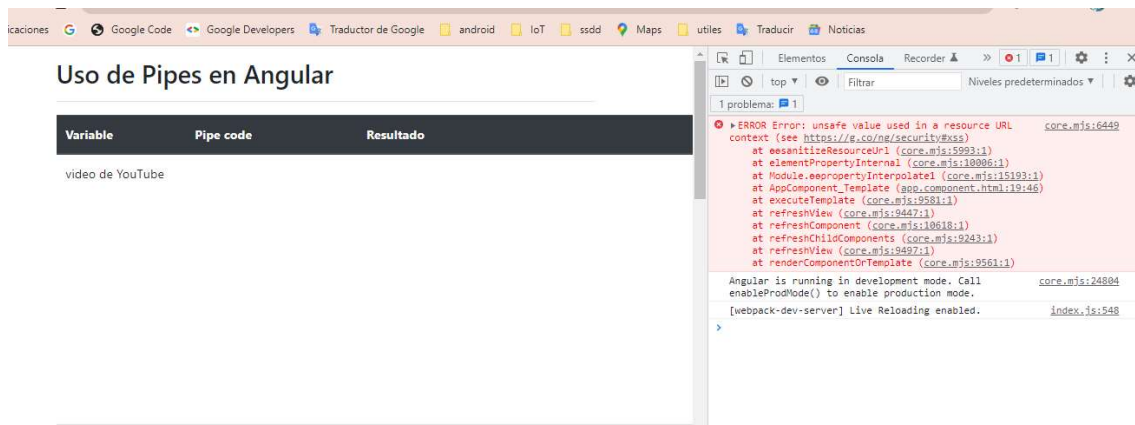 icaciones Google Code Google Developers Traductor de Google android IoT ssdd Maps utiles Traducir Noticias
Uso de Pipes en Angular
Variable Pipe code Resultado
video de YouTube
Elementos Consola Recorder 1 1
top Filtrar Niveles predeterminados
1 problema: 1
ERROR Error: unsafe value used in a resource URL core.mjs:6449
context (see https://g.co/ng/security#xss)
at ɵɵsanitizeResourceUrl (core.mjs:5993:1)
at elementPropertyInternal (core.mjs:10006:1)
at Module.ɵɵpropertyInterpolate1 (core.mjs:15193:1)
at AppComponent_Template (app.component.html:19:46)
at executeTemplate (core.mjs:9581:1)
at refreshView (core.mjs:9447:1)
at refreshComponent (core.mjs:10618:1)
at refreshChildComponents (core.mjs:9243:1)
at refreshView (core.mjs:9497:1)
at renderComponentOrTemplate (core.mjs:9561:1)
Angular is running in development mode. Call core.mjs:24804
enableProdMode() to enable production mode.
[webpack-dev-server] Live Reloading enabled. index.js:548